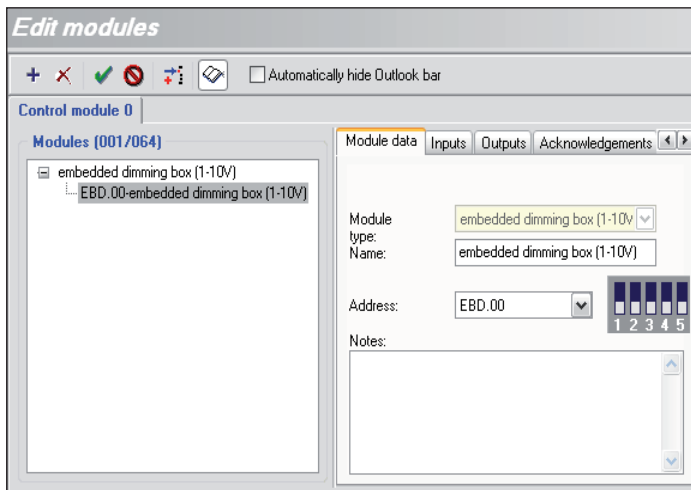 Edit modules
Automatically hide Outlook bar
Control module 0
Modules (001/064)
embedded dimming box (1-10V)
EBD.00-embedded dimming box (1-10V)
Module data Inputs Outputs Acknowledgements
Module type: embedded dimming box (1-10V
Name: embedded dimming box (1-10V)
Address: EBD.00
1 2 3 4 5
Notes: